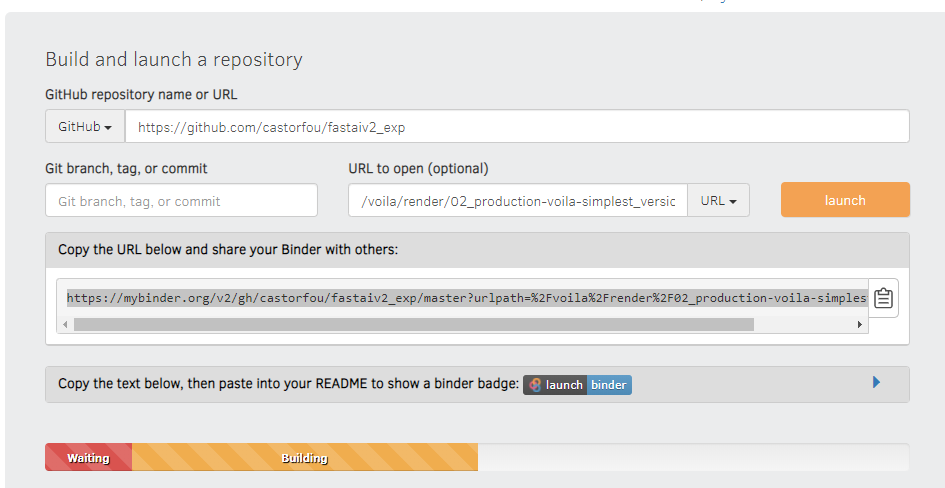 Build and launch a repository
GitHub repository name or URL
GitHub https://github.com/castorfou/fastaiv2_exp
Git branch, tag, or commit URL to open (optional)
Git branch, tag, or commit /voila/render/02_production-voila-simplest_versic URL launch
Copy the URL below and share your Binder with others:
https://mybinder.org/v2/gh/castorfou/fastaiv2_exp/master?urlpath=%2Fvoila%2Frender%2F02_production-voila-simples
Copy the text below, then paste into your README to show a binder badge: launch binder
Waiting Building